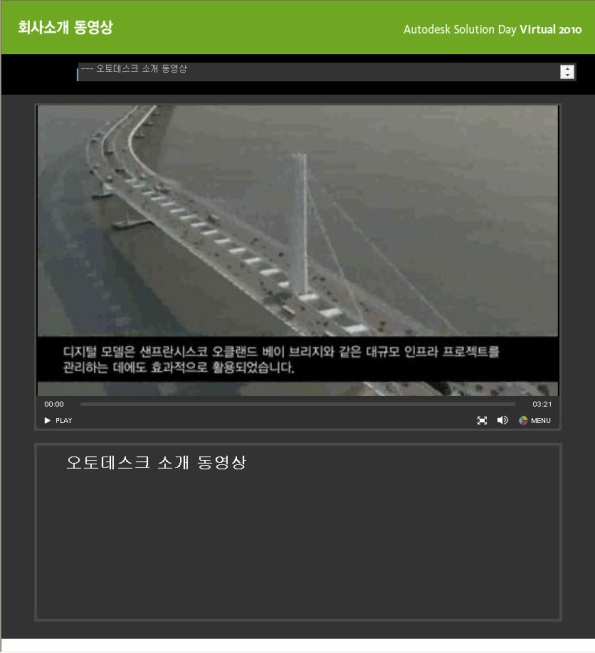 회사소개 동영상
Autodesk Solution Day Virtual 2010
--- 오토데스크 소개 동영상
디지털 모델은 샌프란시스코 오클랜드 베이 브리지와 같은 대규모 인프라 프로젝트를
관리하는 데에도 효과적으로 활용되었습니다.
00:00
03:21
PLAY
MENU
오토데스크 소개 동영상